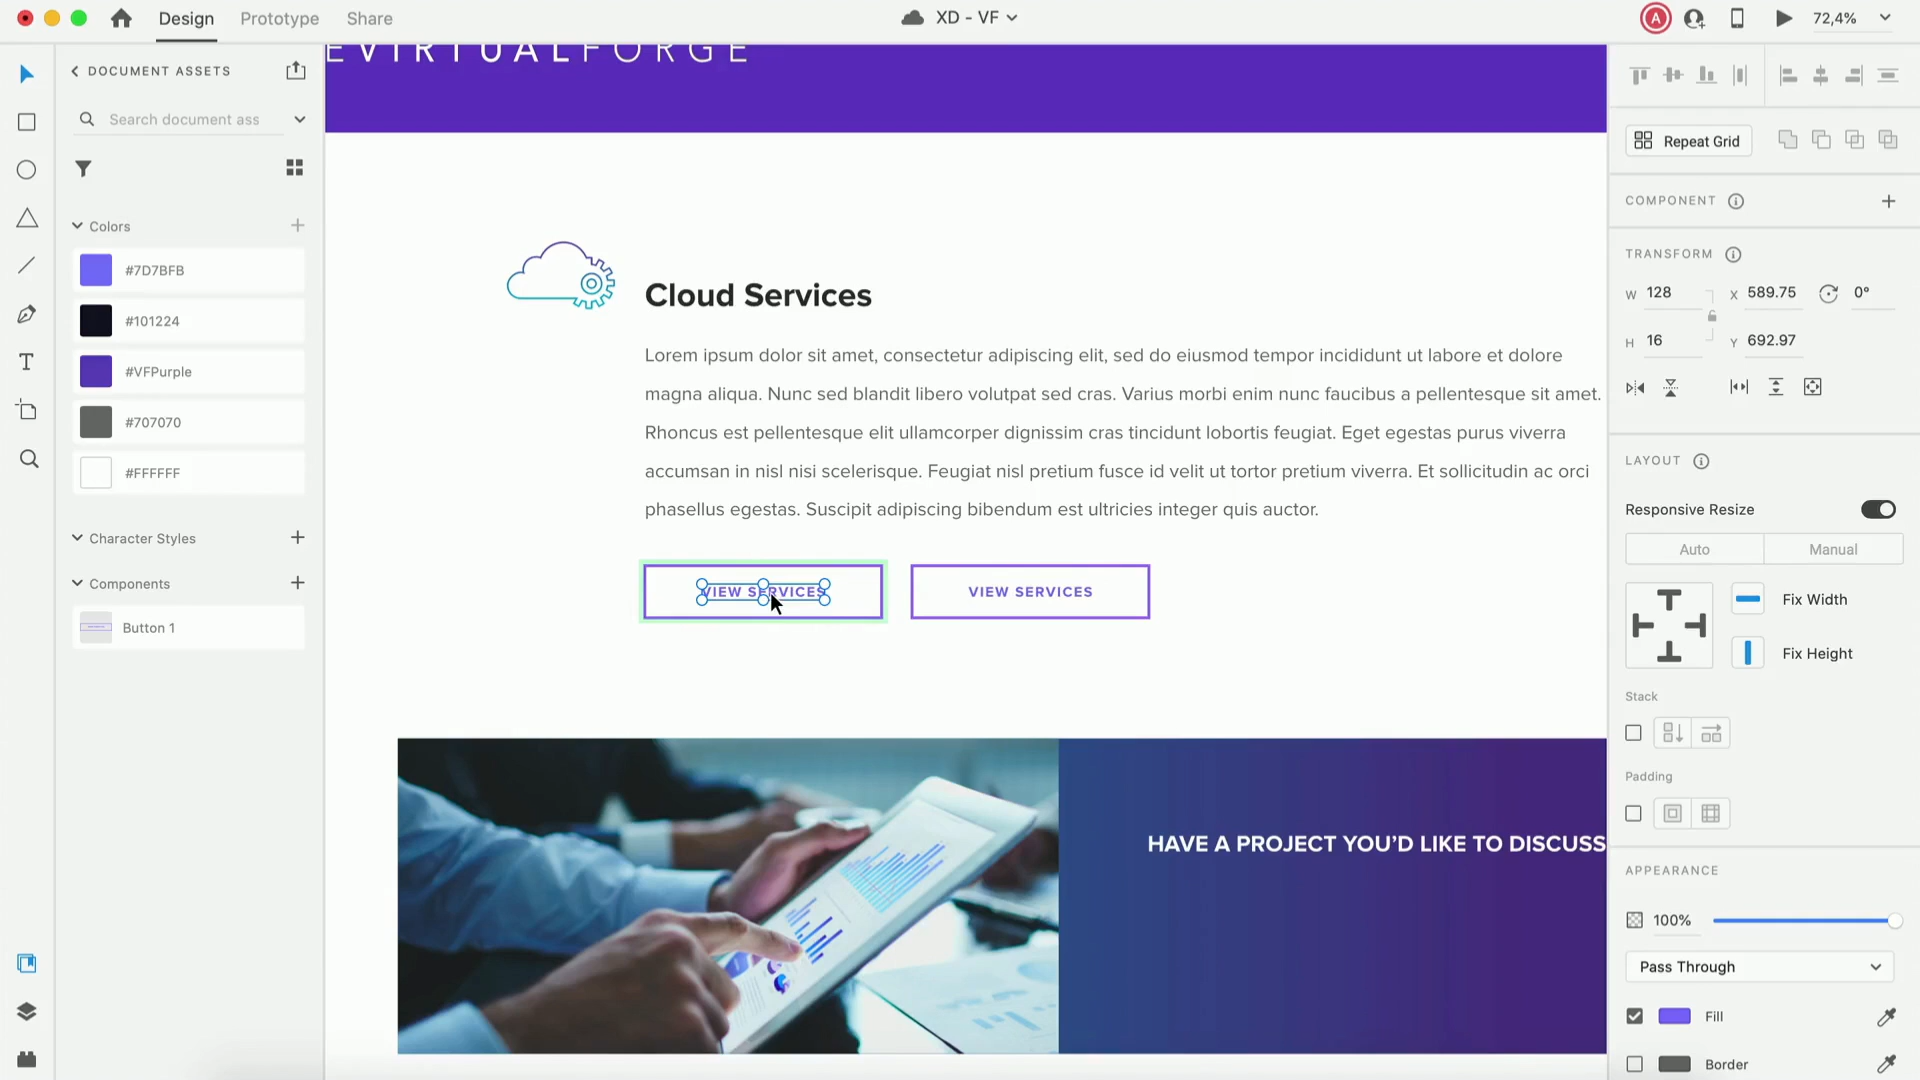 Design Prototype Share
XD - VF
A
72,4%
DOCUMENT ASSETS
Search document ass
Colors
#7D7BFB
#101224
#VFPurple
#707070
#FFFFFF
Character Styles
Components
Button 1
EVIRTUALFORGE
Cloud Services
Lorem ipsum dolor sit amet, consectetur adipiscing elit, sed do eiusmod tempor incididunt ut labore et dolore
magna aliqua. Nunc sed blandit libero volutpat sed cras. Varius morbi enim nunc faucibus a pellentesque sit amet.
Rhoncus est pellentesque elit ullamcorper dignissim cras tincidunt lobortis feugiat. Eget egestas purus viverra
accumsan in nisl nisi scelerisque. Feugiat nisl pretium fusce id velit ut tortor pretium viverra. Et sollicitudin ac orci
phasellus egestas. Suscipit adipiscing bibendum est ultricies integer quis auctor.
VIEW SERVICES
VIEW SERVICES
HAVE A PROJECT YOU’D LIKE TO DISCUSS
Repeat Grid
COMPONENT
TRANSFORM
W 128 X 589.75 0°
H 16 Y 692.97
LAYOUT
Responsive Resize
Auto Manual
Fix Width
Fix Height
Stack
Padding
APPEARANCE
100%
Pass Through
Fill
Border